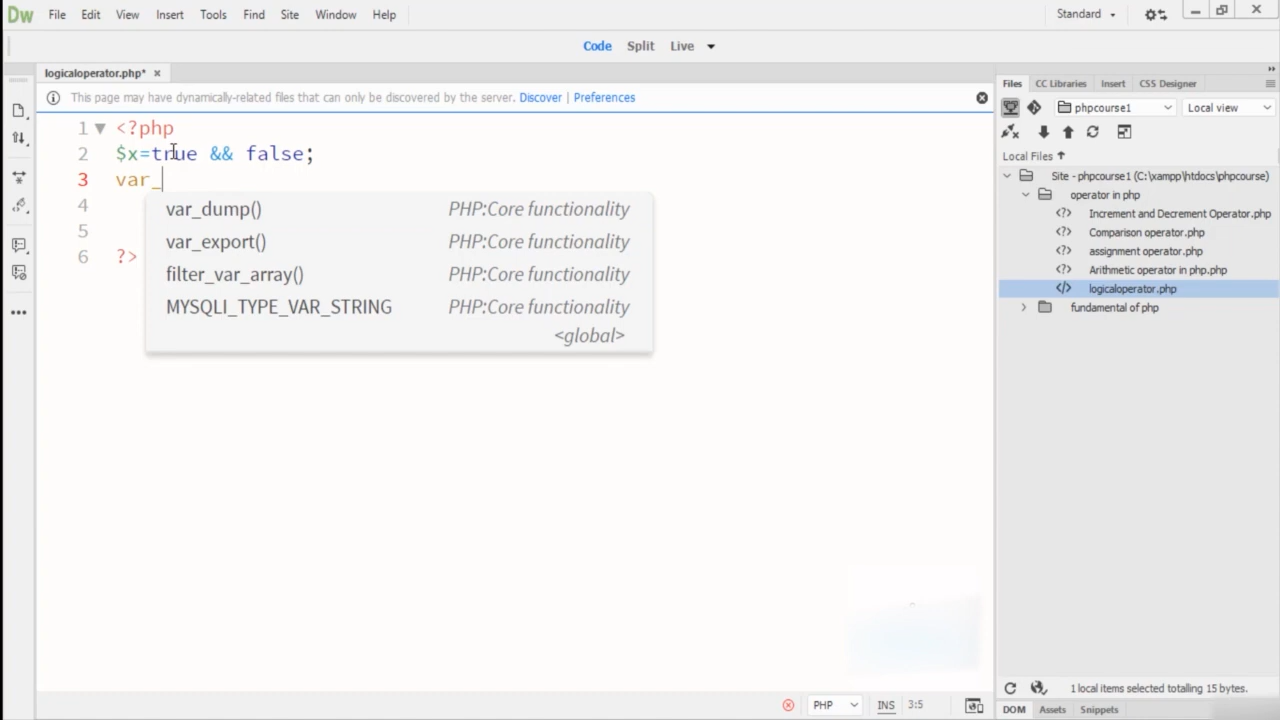 Dw File Edit View Insert Tools Find Site Window Help Standard
Code Split Live
logicaloperator.php* ×
This page may have dynamically-related files that can only be discovered by the server. Discover | Preferences
1 <?php
2 $x=true && false;
3 var_
4
5
6 ?>
var_dump() PHP:Core functionality
var_export() PHP:Core functionality
filter_var_array() PHP:Core functionality
MYSQLI_TYPE_VAR_STRING PHP:Core functionality
<global>
PHP INS 3:5
Files CC Libraries Insert CSS Designer
phpcourse1 Local view
Local Files
Site - phpcourse1 (C:\xampp\htdocs\phpcourse)
operator in php
Increment and Decrement Operator.php
Comparison operator.php
assignment operator.php
Arithmetic operator in php.php
logicaloperator.php
fundamental of php
1 local items selected totalling 15 bytes.
DOM Assets Snippets